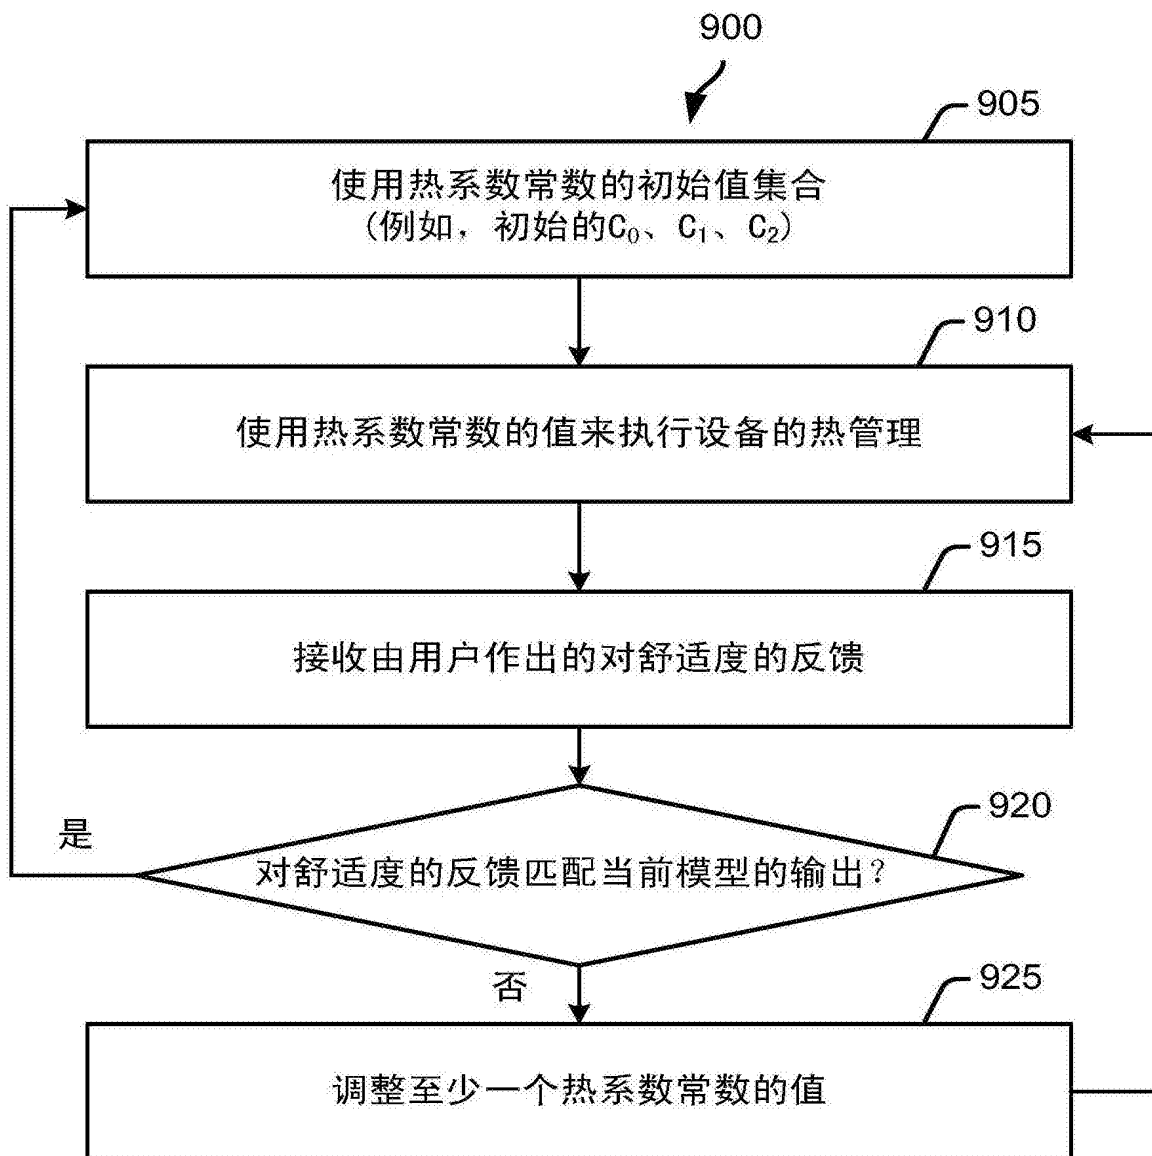 900
905
使用热系数常数的初始值集合
(例如，初始的C₀、C₁、C₂)
910
使用热系数常数的值来执行设备的热管理
915
接收由用户作出的对舒适度的反馈
920
是
对舒适度的反馈匹配当前模型的输出?
否
925
调整至少一个热系数常数的值